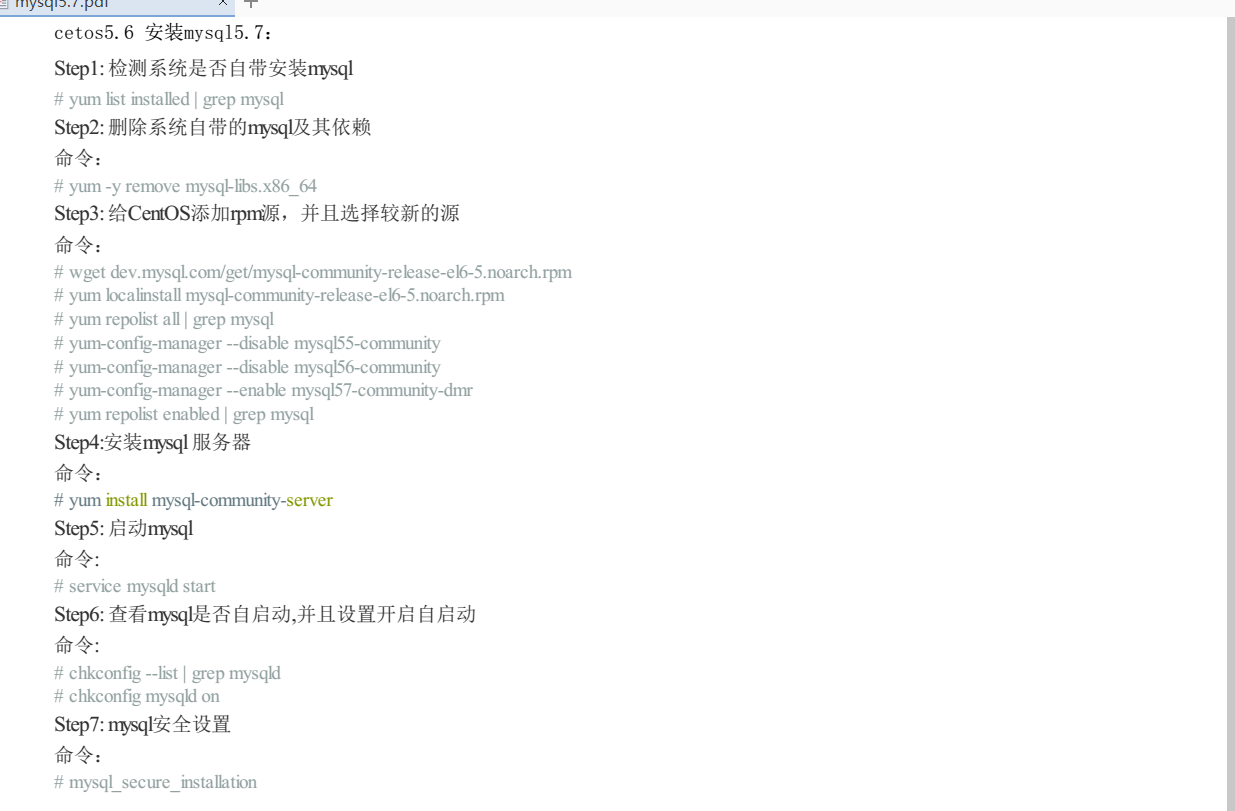 mysql5.7.pdf
cetos5.6 安装mysql5.7：
Step1: 检测系统是否自带安装mysql
# yum list installed | grep mysql
Step2: 删除系统自带的mysql及其依赖
命令：
# yum -y remove mysql-libs.x86_64
Step3: 给CentOS添加rpm源，并且选择较新的源
命令：
# wget dev.mysql.com/get/mysql-community-release-el6-5.noarch.rpm
# yum localinstall mysql-community-release-el6-5.noarch.rpm
# yum repolist all | grep mysql
# yum-config-manager --disable mysql55-community
# yum-config-manager --disable mysql56-community
# yum-config-manager --enable mysql57-community-dmr
# yum repolist enabled | grep mysql
Step4:安装mysql 服务器
命令：
# yum install mysql-community-server
Step5: 启动mysql
命令:
# service mysqld start
Step6: 查看mysql是否自启动,并且设置开启自启动
命令:
# chkconfig --list | grep mysqld
# chkconfig mysqld on
Step7: mysql安全设置
命令：
# mysql_secure_installation